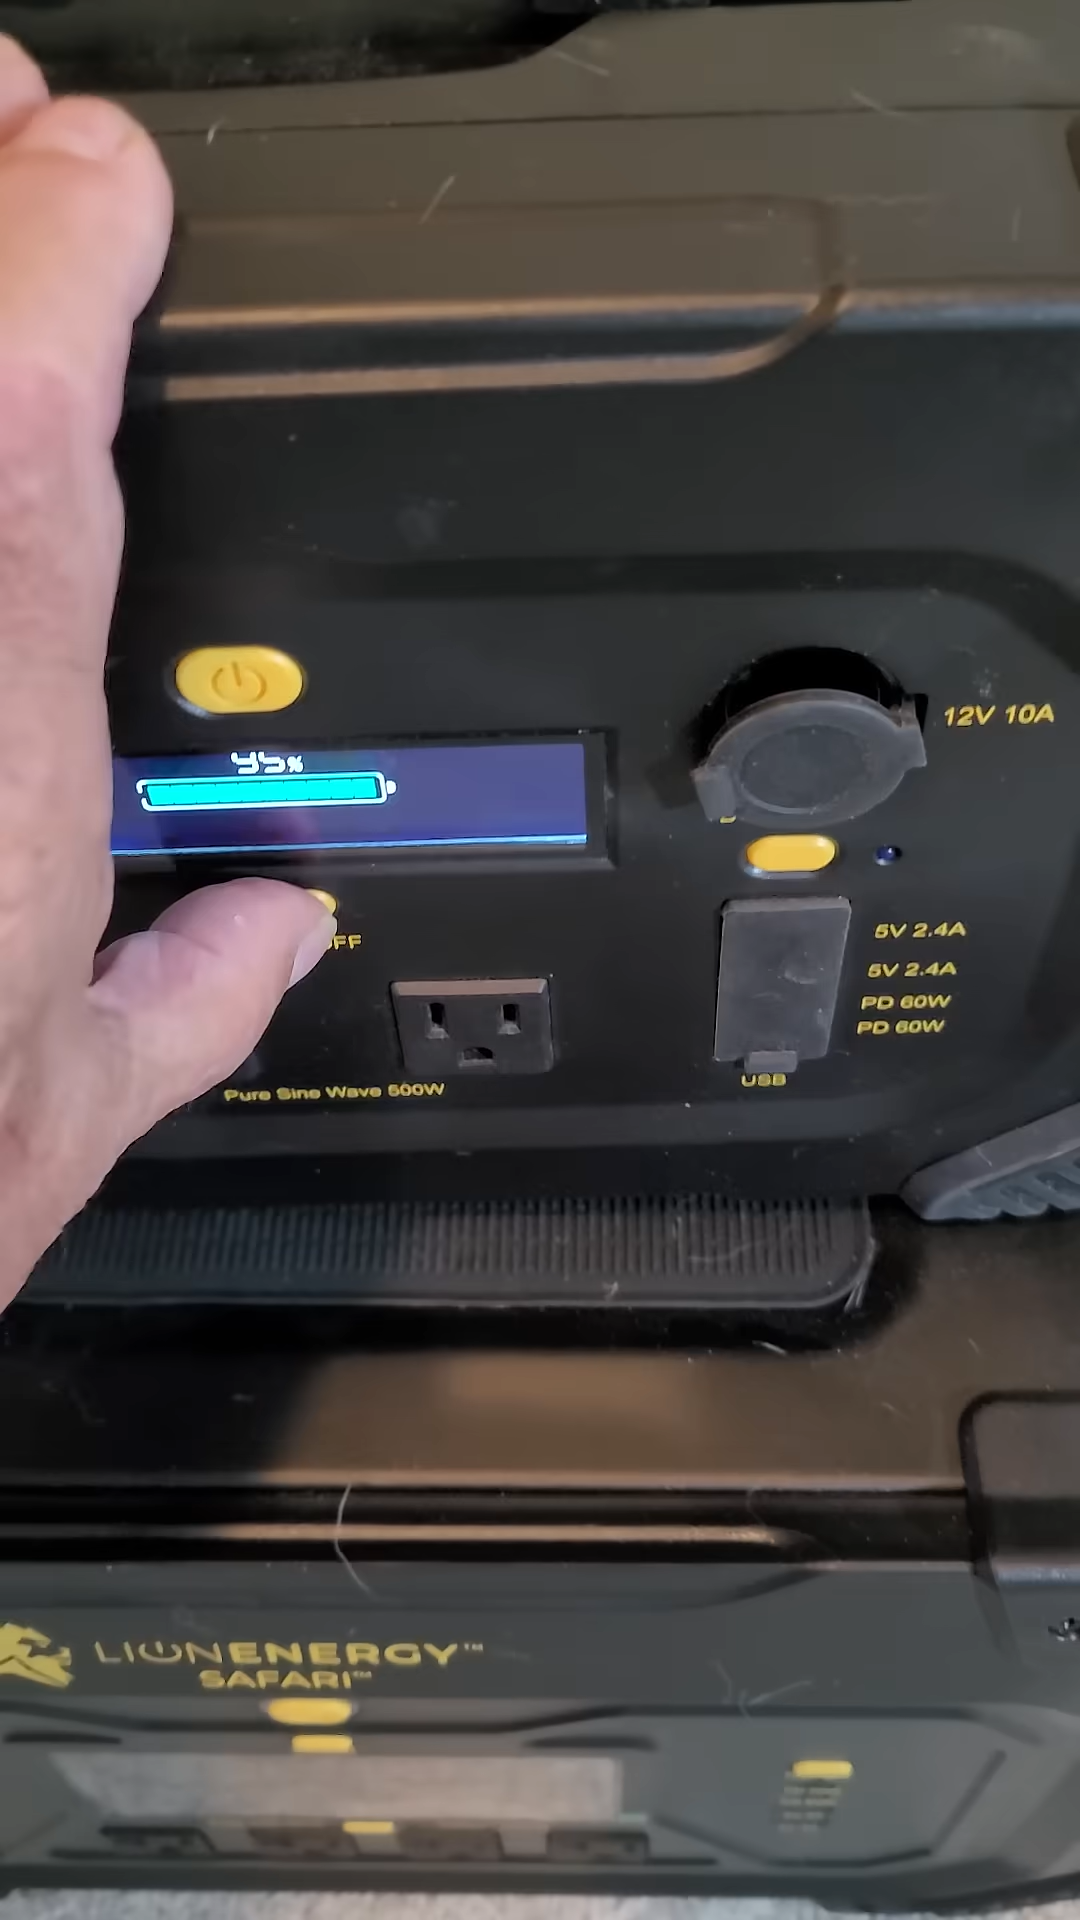 12V 10A
95%
5V 2.4A
5V 2.4A
PD 60W
PD 60W
OFF
Pure Sine Wave 500W
USB
LIONENERGY™
SAFARI™